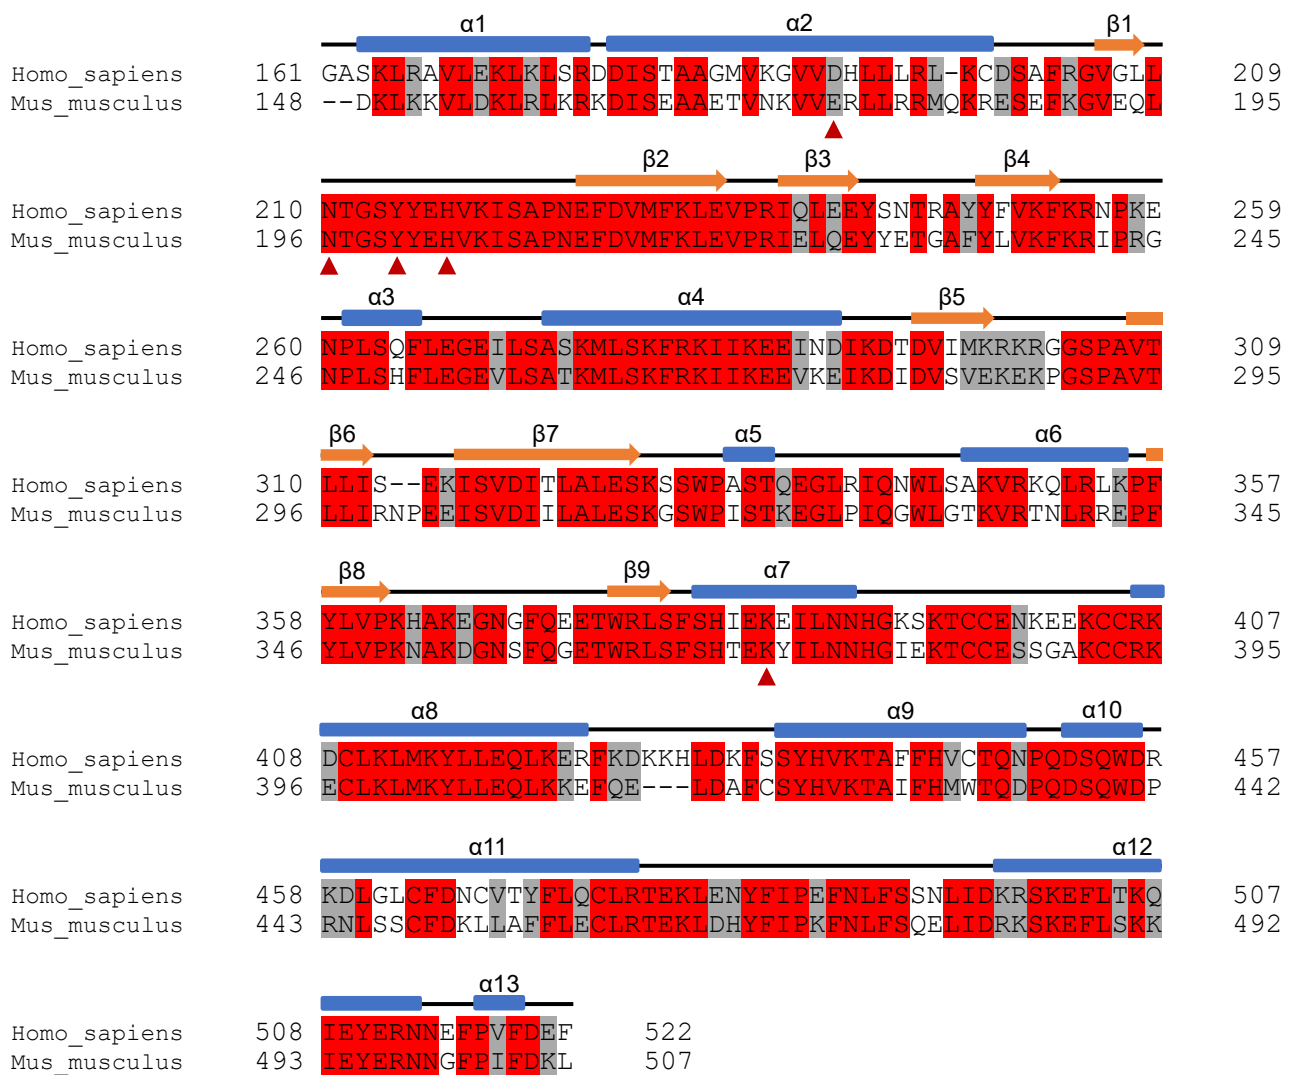 α1 α2 β1
Homo_sapiens 161 GASKLRAVLEKLKLSRDDISTAAGMVKGVVDHLLLRL-KCDSAFRGVGLL 209
Mus_musculus 148 --DKLKKVLDKLRLKRKDISEAAETVNKVVERLLRRMQKRESEFKGVEQL 195
β2 β3 β4
Homo_sapiens 210 NTGSYYEHVKISAPNEFDVMFKLEVPRIQLEEYSNTRAYYFVKFKRNPKE 259
Mus_musculus 196 NTGSYYEHVKISAPNEFDVMFKLEVPRIELQEYYETGAFYLVKFKRIPRG 245
α3 α4 β5
Homo_sapiens 260 NPLSQFLEGEILSASKMLSKFRKIIKEEINDIKDTDVIMKRKRGGSPAVT 309
Mus_musculus 246 NPLSHFLEGEVLSATKMLSKFRKIIKEEVKEIKDIDVSVEKEKPGSPAVT 295
β6 β7 α5 α6
Homo_sapiens 310 LLIS--EKISVDITLALESKSSWPASTQEGLRIQNWLSAKVRKQLRLKPF 357
Mus_musculus 296 LLIRNPEEISVDIILALESKGSWPISTKEGLPIQGWLGTKVRTNLRREPF 345
β8 β9 α7
Homo_sapiens 358 YLVPKHAKEGNGFQEETWRLSFSHIEKEILNNHGKSKTCCENKEEKCCRK 407
Mus_musculus 346 YLVPKNAKDGNSFQGETWRLSFSHTEKYILNNHGIEKTCCESSGAKCCRK 395
α8 α9 α10
Homo_sapiens 408 DCLKLMKYLLEQLKERFKDKKHLDKFSSYHVKTAFFHVCTQNPQDSQWDR 457
Mus_musculus 396 ECLKLMKYLLEQLKKEFQE---LDAFCSYHVKTAIFHMWTQDPQDSQWDP 442
α11 α12
Homo_sapiens 458 KDLGLCFDNCVTYFLQCLRTEKLENYFIPEFNLFSSNLIDKRSKEFLTKQ 507
Mus_musculus 443 RNLSSCFDKLLAFFLECLRTEKLDHYFIPKFNLFSQELIDRKSKEFLSKK 492
α13
Homo_sapiens 508 IEYERNNEFPVFDEF 522
Mus_musculus 493 IEYERNNGFPIFDKL 507